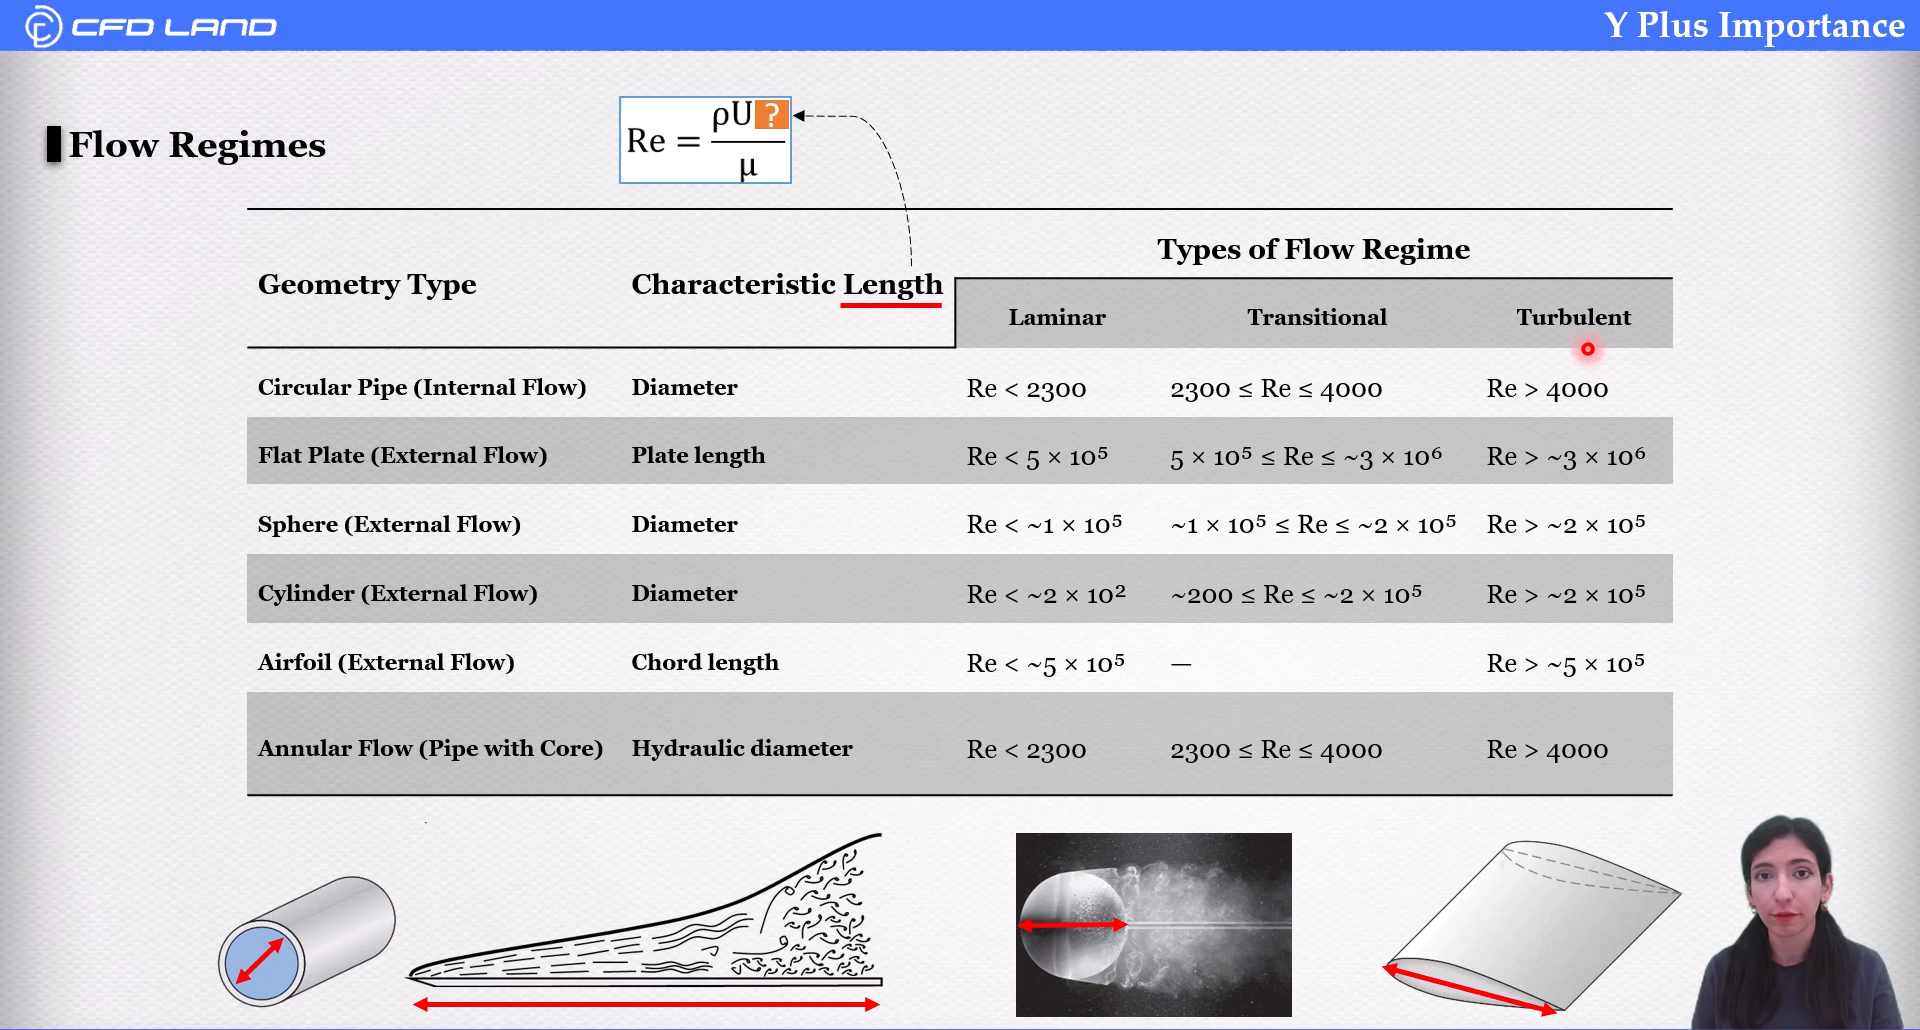 CFD LAND
Y Plus Importance
Flow Regimes
Re = ρU? / μ
Geometry Type
Characteristic Length
Types of Flow Regime
Laminar Transitional Turbulent
Circular Pipe (Internal Flow) Diameter Re < 2300 2300 ≤ Re ≤ 4000 Re > 4000
Flat Plate (External Flow) Plate length Re < 5 × 10⁵ 5 × 10⁵ ≤ Re ≤ ~3 × 10⁶ Re > ~3 × 10⁶
Sphere (External Flow) Diameter Re < ~1 × 10⁵ ~1 × 10⁵ ≤ Re ≤ ~2 × 10⁵ Re > ~2 × 10⁵
Cylinder (External Flow) Diameter Re < ~2 × 10² ~200 ≤ Re ≤ ~2 × 10⁵ Re > ~2 × 10⁵
Airfoil (External Flow) Chord length Re < ~5 × 10⁵ — Re > ~5 × 10⁵
Annular Flow (Pipe with Core) Hydraulic diameter Re < 2300 2300 ≤ Re ≤ 4000 Re > 4000